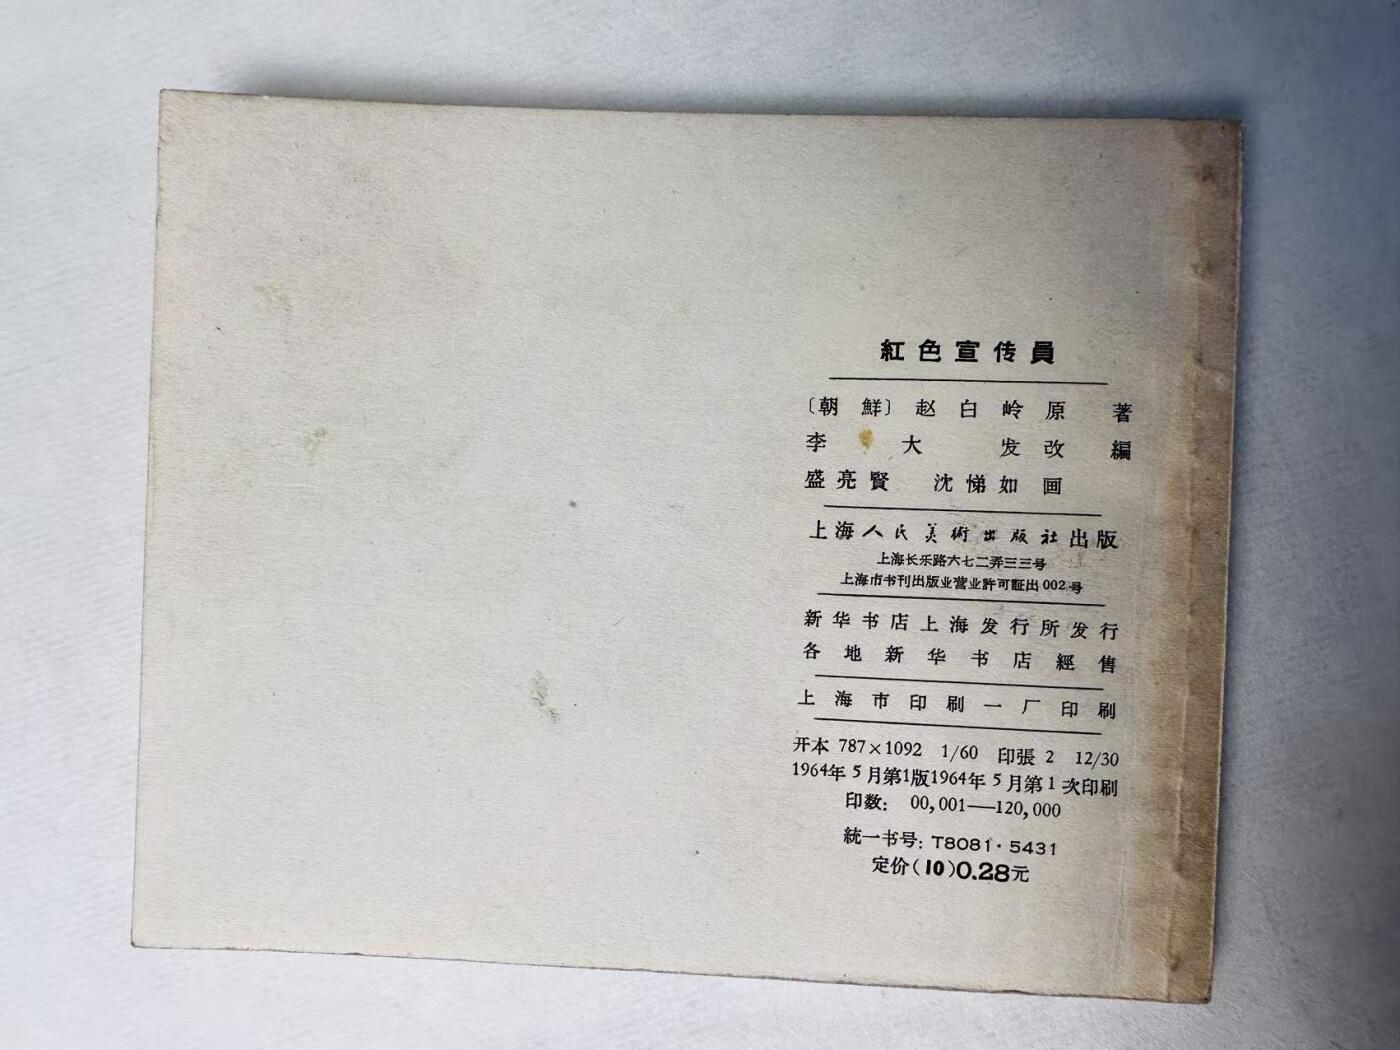 紅色宣传員
〔朝鮮〕赵白岭原著
李大发改編
盛亮賢 沈悌如画
上海人民美術出版社出版
上海长乐路六七二弄三三号
上海市书刊出版业营业許可証出002号
新华书店上海发行所发行
各地新华书店經售
上海市印刷一厂印刷
开本 787×1092 1/60 印張 2 12/30
1964年5月第1版1964年5月第1次印刷
印数： 00,001—120,000
統一书号：T8081·5431
定价(10)0.28元